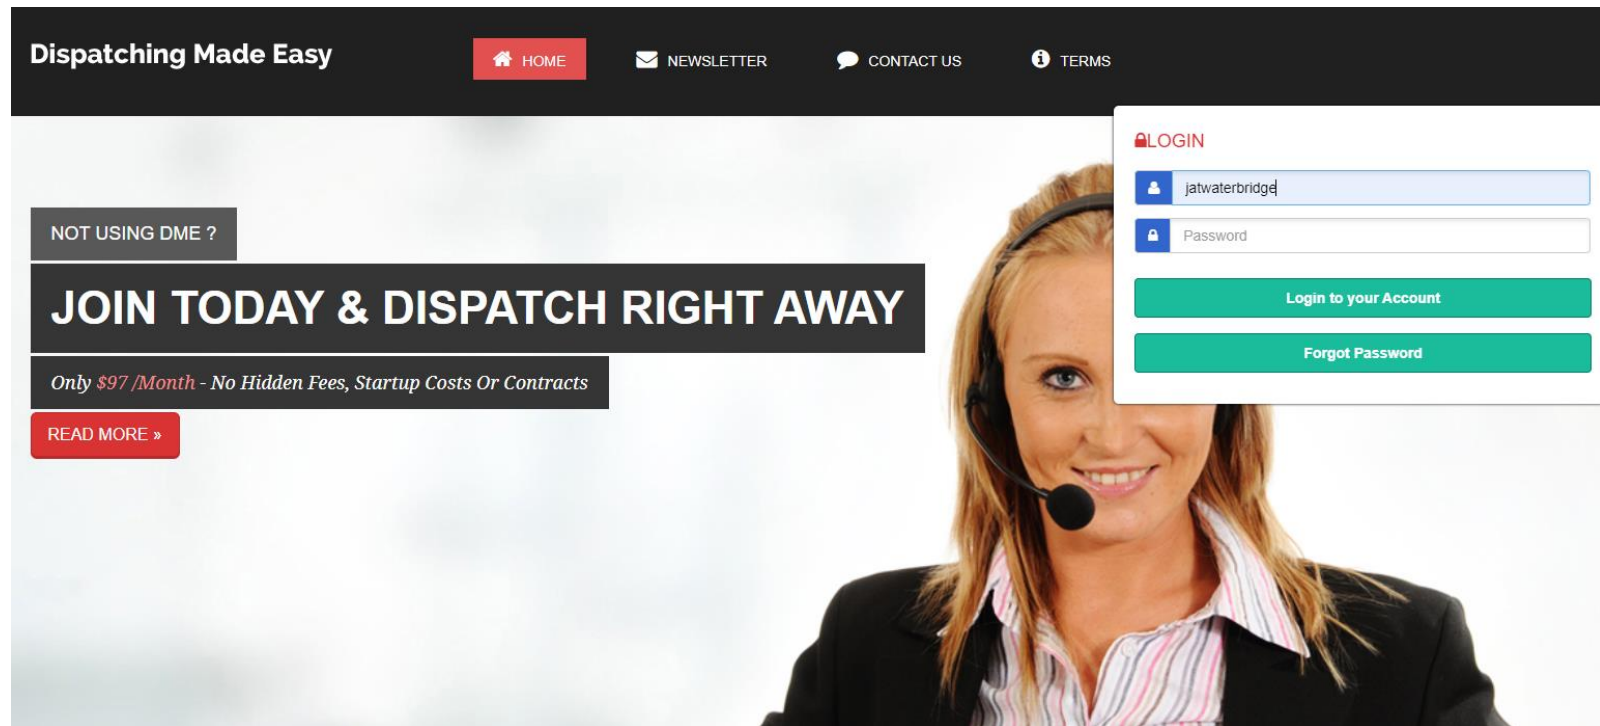 Dispatching Made Easy
HOME
NEWSLETTER
CONTACT US
TERMS
LOGIN
jatwaterbridge
Password
Login to your Account
Forgot Password
NOT USING DME ?
JOIN TODAY & DISPATCH RIGHT AWAY
Only $97 /Month - No Hidden Fees, Startup Costs Or Contracts
READ MORE »